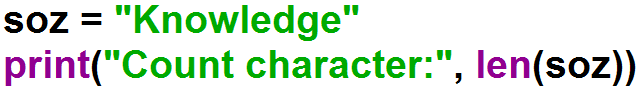 soz = "Knowledge"
print("Count character:", len(soz))